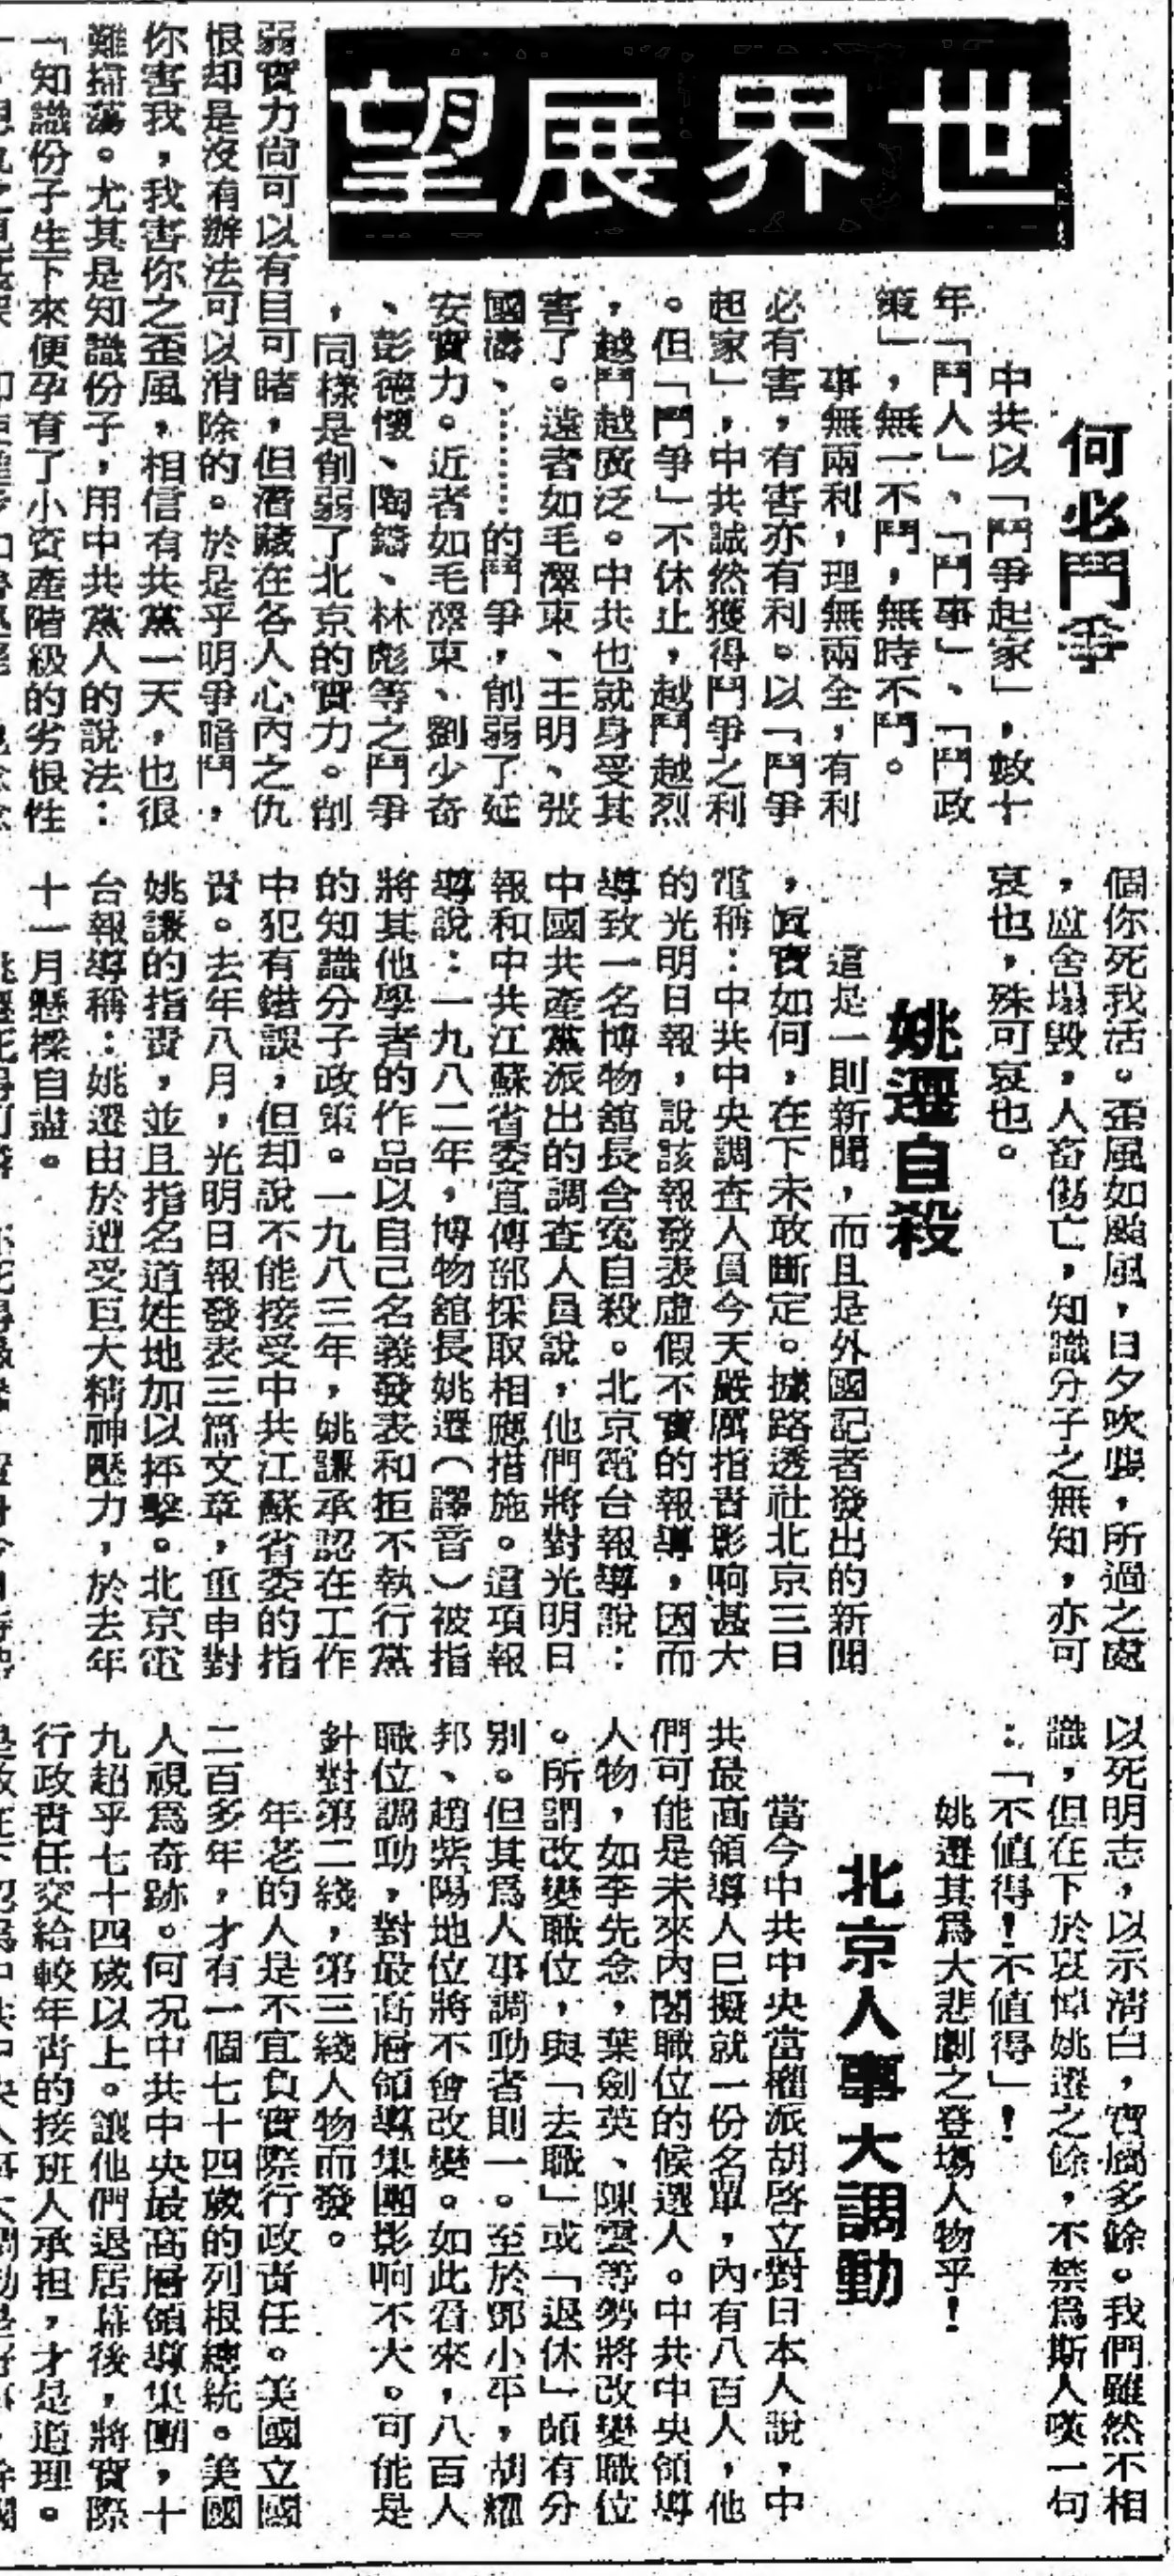 世界展望
何必鬥爭
中共以「鬥爭起家」，數十
年「鬥人」、「鬥事」、「鬥政
策」，無一不鬥，無時不鬥。
事無兩利，理無兩全，有利
必有害，有害亦有利。以「鬥爭
起家」，中共誠然獲得鬥爭之利
。但「鬥爭」不休止，越鬥越烈
，越鬥越廣泛。中共也就身受其
害了。遠者如毛澤東、王明、張
國燾、………的鬥爭，削弱了延
安實力。近者如毛澤東、劉少奇
、彭德懷、陶鑄、林彪等之鬥爭
，同樣是削弱了北京的實力。削
弱實力尚可以有目可睹，但潛藏在各人心內之仇
恨却是沒有辦法可以消除的。於是乎明爭暗鬥，
你害我，我害你之歪風，相信有共黨一天，也很
難掃蕩。尤其是知識份子，用中共黨人的說法：
「知識份子生下來便孕有了小資產階級的劣恨性
個你死我活。歪風如颱風，日夕吹襲，所過之處
，廬舍塌毀，人畜傷亡，知識分子之無知，亦可
哀也，殊可哀也。
姚遷自殺
這是一則新聞，而且是外國記者發出的新聞
，真實如何，在下未敢斷定。據路透社北京三日
電稱：中共中央調查人員今天嚴厲指責影响甚大
的光明日報，說該報發表虛假不實的報導，因而
導致一名博物舘長含冤自殺。北京電台報導說：
中國共產黨派出的調查人員說，他們將對光明日
報和中共江蘇省委宣傳部採取相應措施。這項報
導說：一九八二年，博物舘長姚遷（譯音）被指
將其他學者的作品以自己名義發表和拒不執行黨
的知識分子政策。一九八三年，姚謙承認在工作
中犯有錯誤，但却說不能接受中共江蘇省委的指
責。去年八月，光明日報發表三篇文章，重申對
姚謙的指責，並且指名道姓地加以抨擊。北京電
台報導稱：姚遷由於遭受巨大精神壓力，於去年
十一月懸樑自盡。
以死明志，以示清白，實屬多餘。我們雖然不相
識，但在下於哀悼姚遷之餘，不禁爲斯人嘆一句
：「不值得！不值得」！
姚遷其爲大悲劇之登塲人物乎！
北京人事大調動
當今中共中央當權派胡啓立對日本人說，中
共最高領導人已擬就一份名單，內有八百人，他
們可能是未來內閣職位的候選人。中共中央領導
人物，如李先念，葉劍英、陳雲等勢將改變職位
。所謂改變職位，與「去職」或「退休」頗有分
别。但其爲人事調動者則一。至於鄧小平，胡耀
邦、趙紫陽地位將不會改變。如此看來，八百人
職位調動，對最高層領導集團影响不大。可能是
針對第二綫，第三綫人物而發。
年老的人是不宜負實際行政責任。美國立國
二百多年，才有一個七十四歲的列根總統。美國
人視爲奇跡。何况中共中央最高層領導集團，十
九超乎七十四歲以上。讓他們退居幕後，將實際
行政責任交給較年青的接班人承担，才是道理。